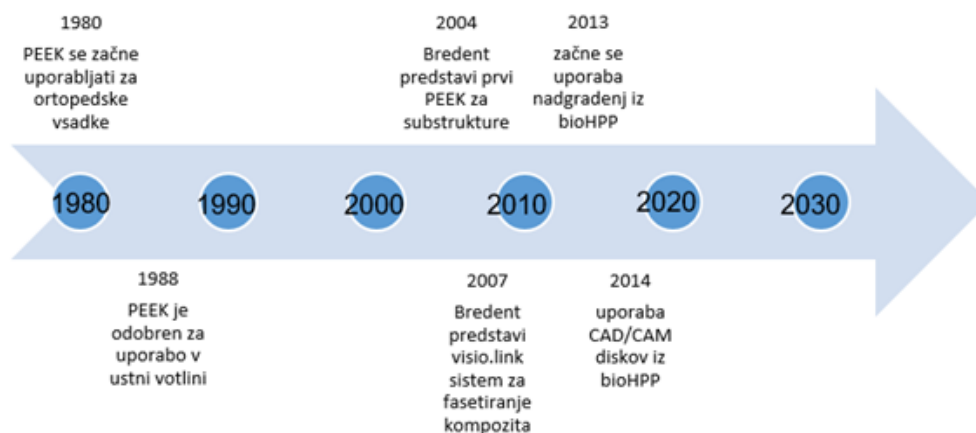 1980
PEEK se začne
uporabljati za
ortopedske
vsadke
2004
Bredent
predstavi prvi
PEEK za
substrukture
2013
začne se
uporaba
nadgradenj iz
bioHPP
1980
1990
2000
2010
2020
2030
1988
PEEK je
odobren za
uporabo v
ustni votlini
2007
Bredent
predstavi
visio.link
sistem za
fasetiranje
kompozita
2014
uporaba
CAD/CAM
diskov iz
bioHPP